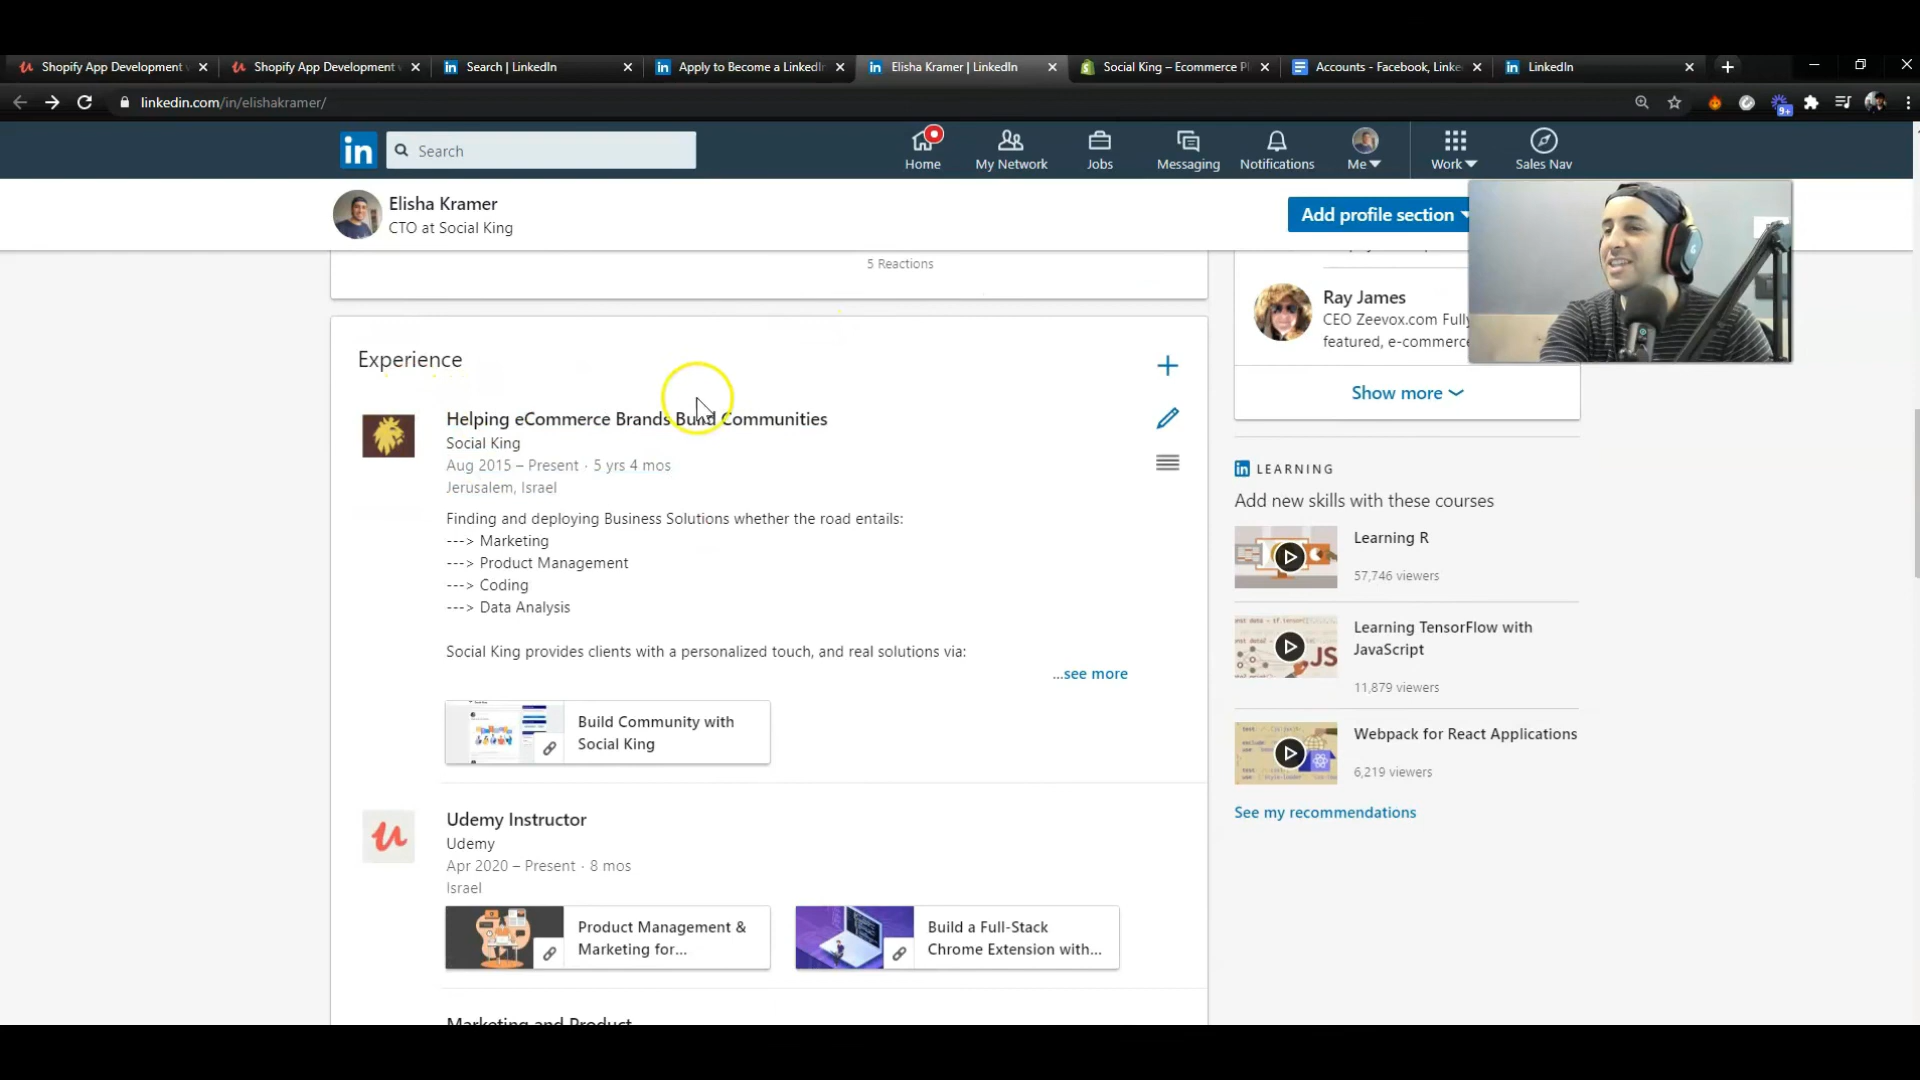 Shopify App Development
Shopify App Development
Search | LinkedIn
Apply to Become a LinkedIn
Elisha Kramer | LinkedIn
Social King – Ecommerce Pl
Accounts - Facebook, Linke
LinkedIn
linkedin.com/in/elishakramer/
9+
in
Search
Home
My Network
Jobs
Messaging
Notifications
Me
Work
Sales Nav
Elisha Kramer
CTO at Social King
Add profile section
5 Reactions
Experience
Helping eCommerce Brands Build Communities
Social King
Aug 2015 – Present · 5 yrs 4 mos
Jerusalem, Israel
Finding and deploying Business Solutions whether the road entails:
---> Marketing
---> Product Management
---> Coding
---> Data Analysis
Social King provides clients with a personalized touch, and real solutions via:
...see more
Build Community with
Social King
Udemy Instructor
Udemy
Apr 2020 – Present · 8 mos
Israel
Product Management &
Marketing for...
Build a Full-Stack
Chrome Extension with...
Marketing and Product
Ray James
CEO Zeevox.com Fully
featured, e-commerce
Show more
in LEARNING
Add new skills with these courses
Learning R
57,746 viewers
Learning TensorFlow with
JavaScript
11,879 viewers
Webpack for React Applications
6,219 viewers
See my recommendations